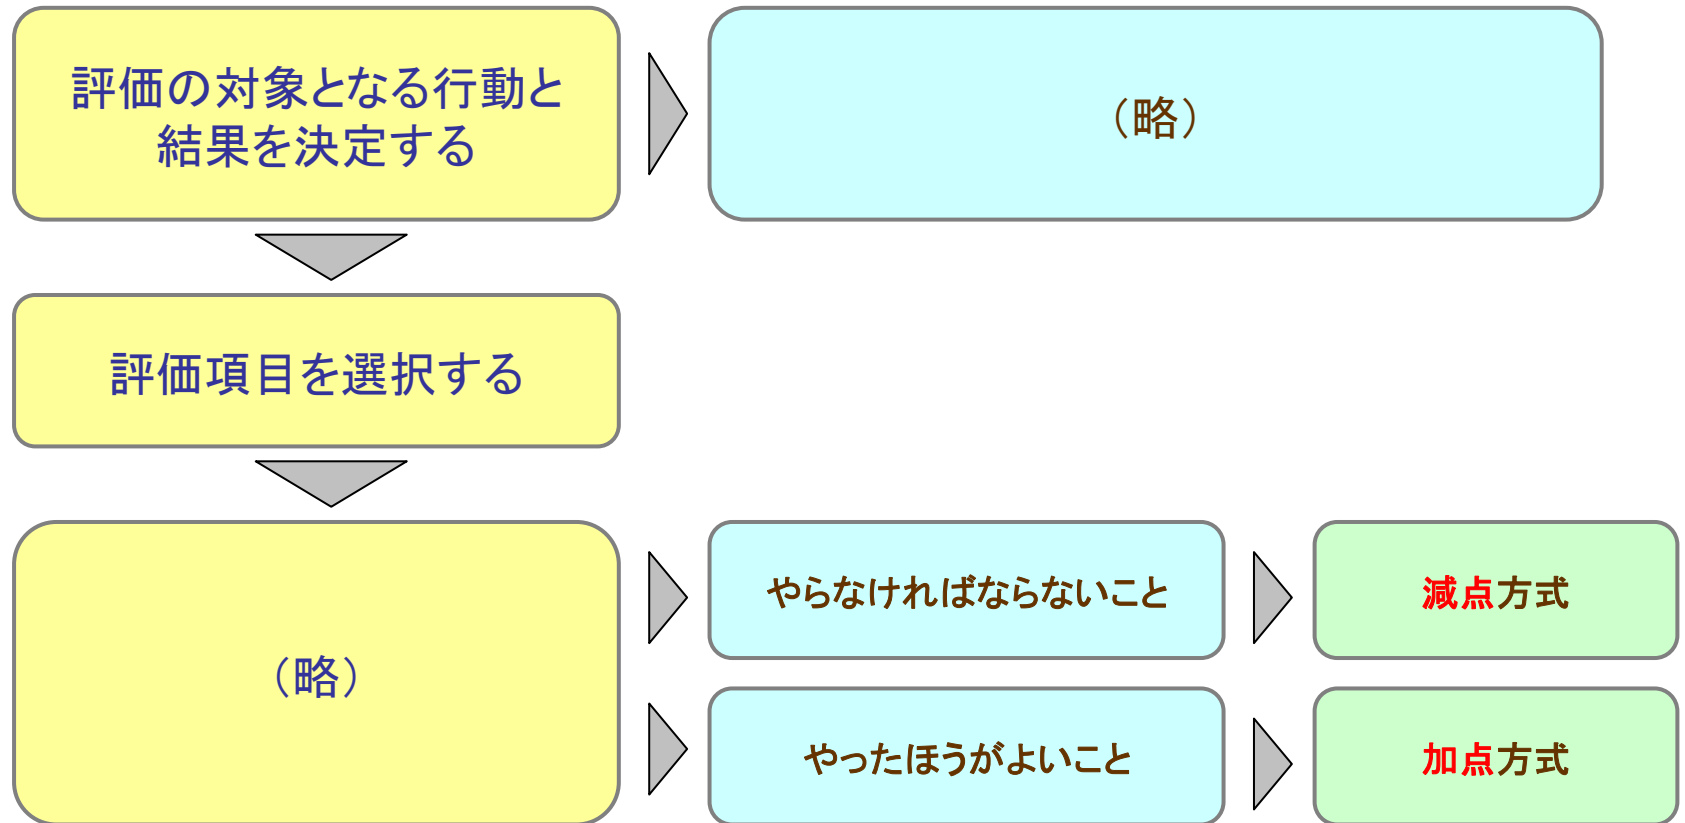 評価の対象となる行動と
結果を決定する
（略）
評価項目を選択する
（略）
やらなければならないこと
減点方式
やったほうがよいこと
加点方式